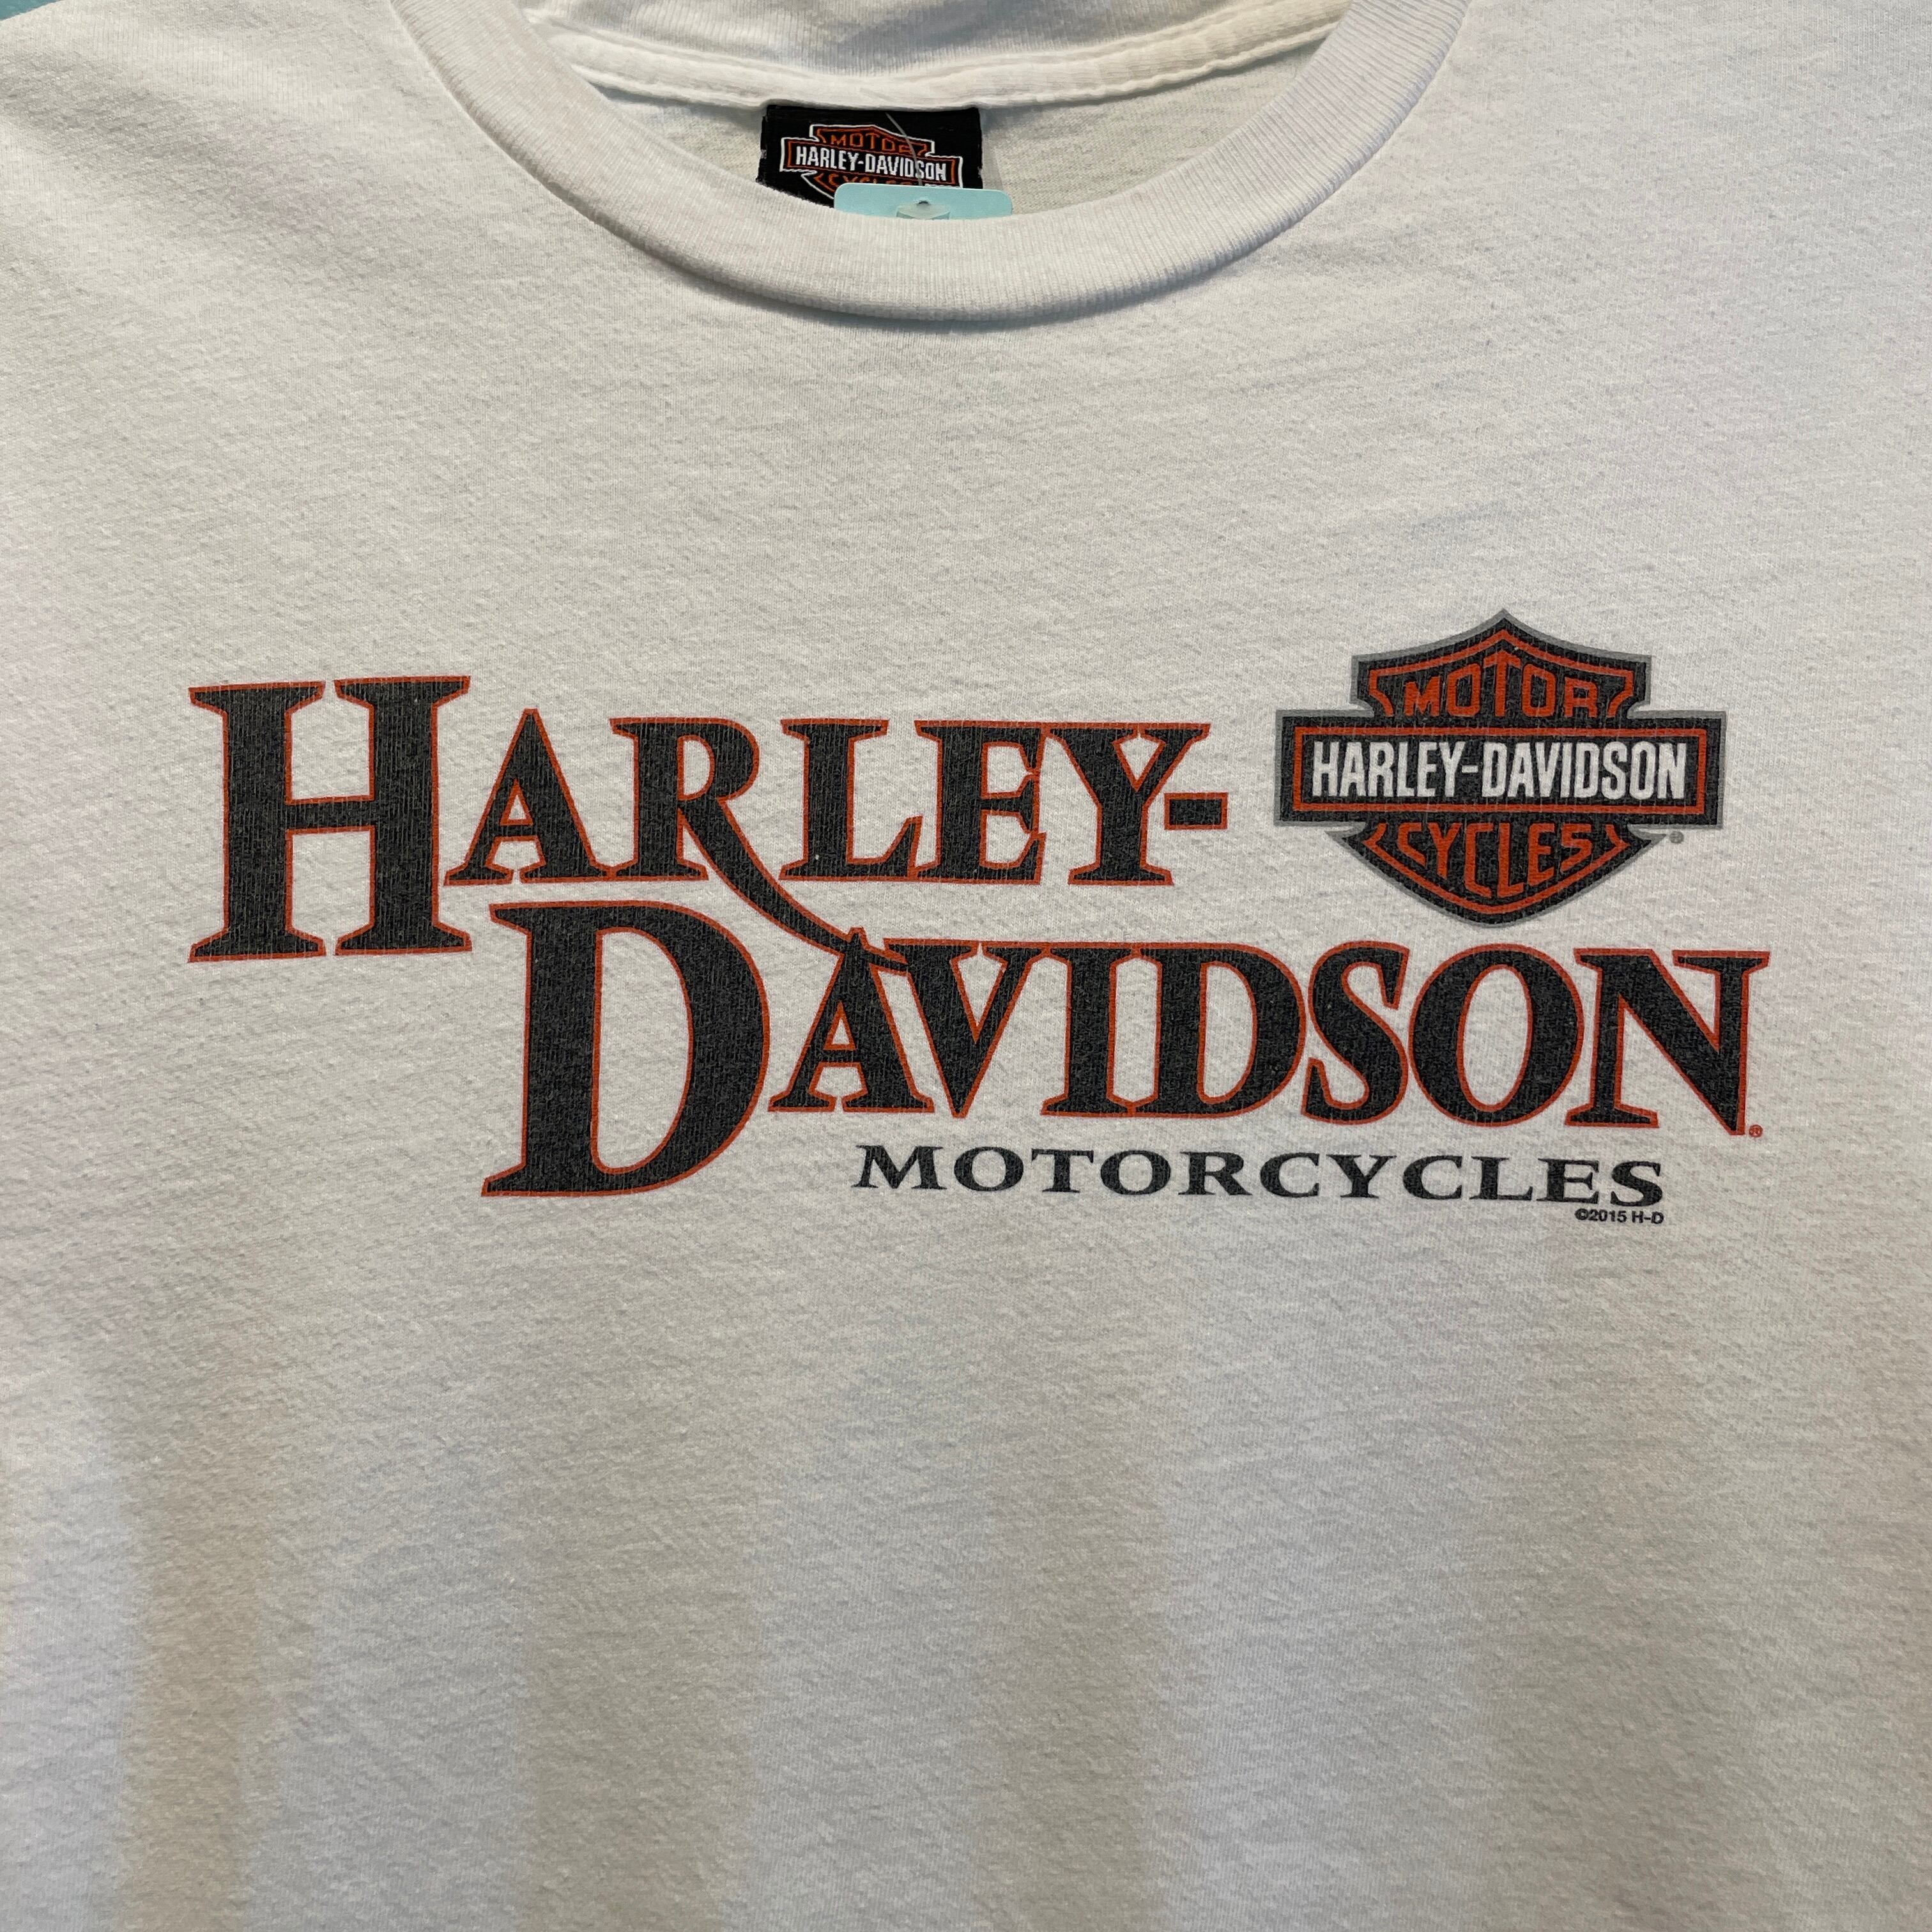 MOTOR
HARLEY-DAVIDSON
CYCLES
HARLEY-
MOTOR
HARLEY-DAVIDSON
CYCLES
DAVIDSON®
MOTORCYCLES
©2015 H-D